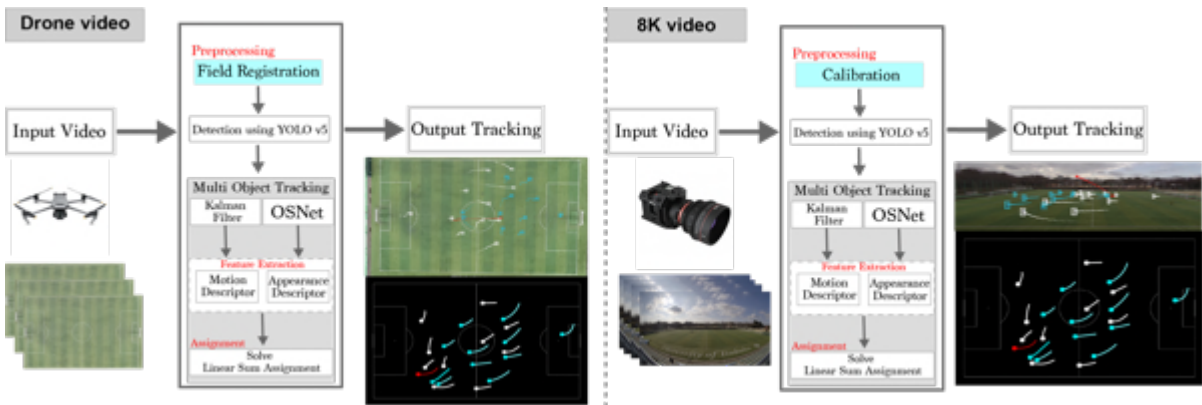 Drone video
Preprocessing
Field Registration
Input Video
Detection using YOLO v5
Output Tracking
Multi Object Tracking
Kalman
Filter
OSNet
Feature Extraction
Motion
Descriptor
Appearance
Descriptor
Assignment
Solve
Linear Sum Assignment
8K video
Preprocessing
Calibration
Input Video
Detection using YOLO v5
Output Tracking
Multi Object Tracking
Kalman
Filter
OSNet
Feature Extraction
Motion
Descriptor
Appearance
Descriptor
Assignment
Solve
Linear Sum Assignment